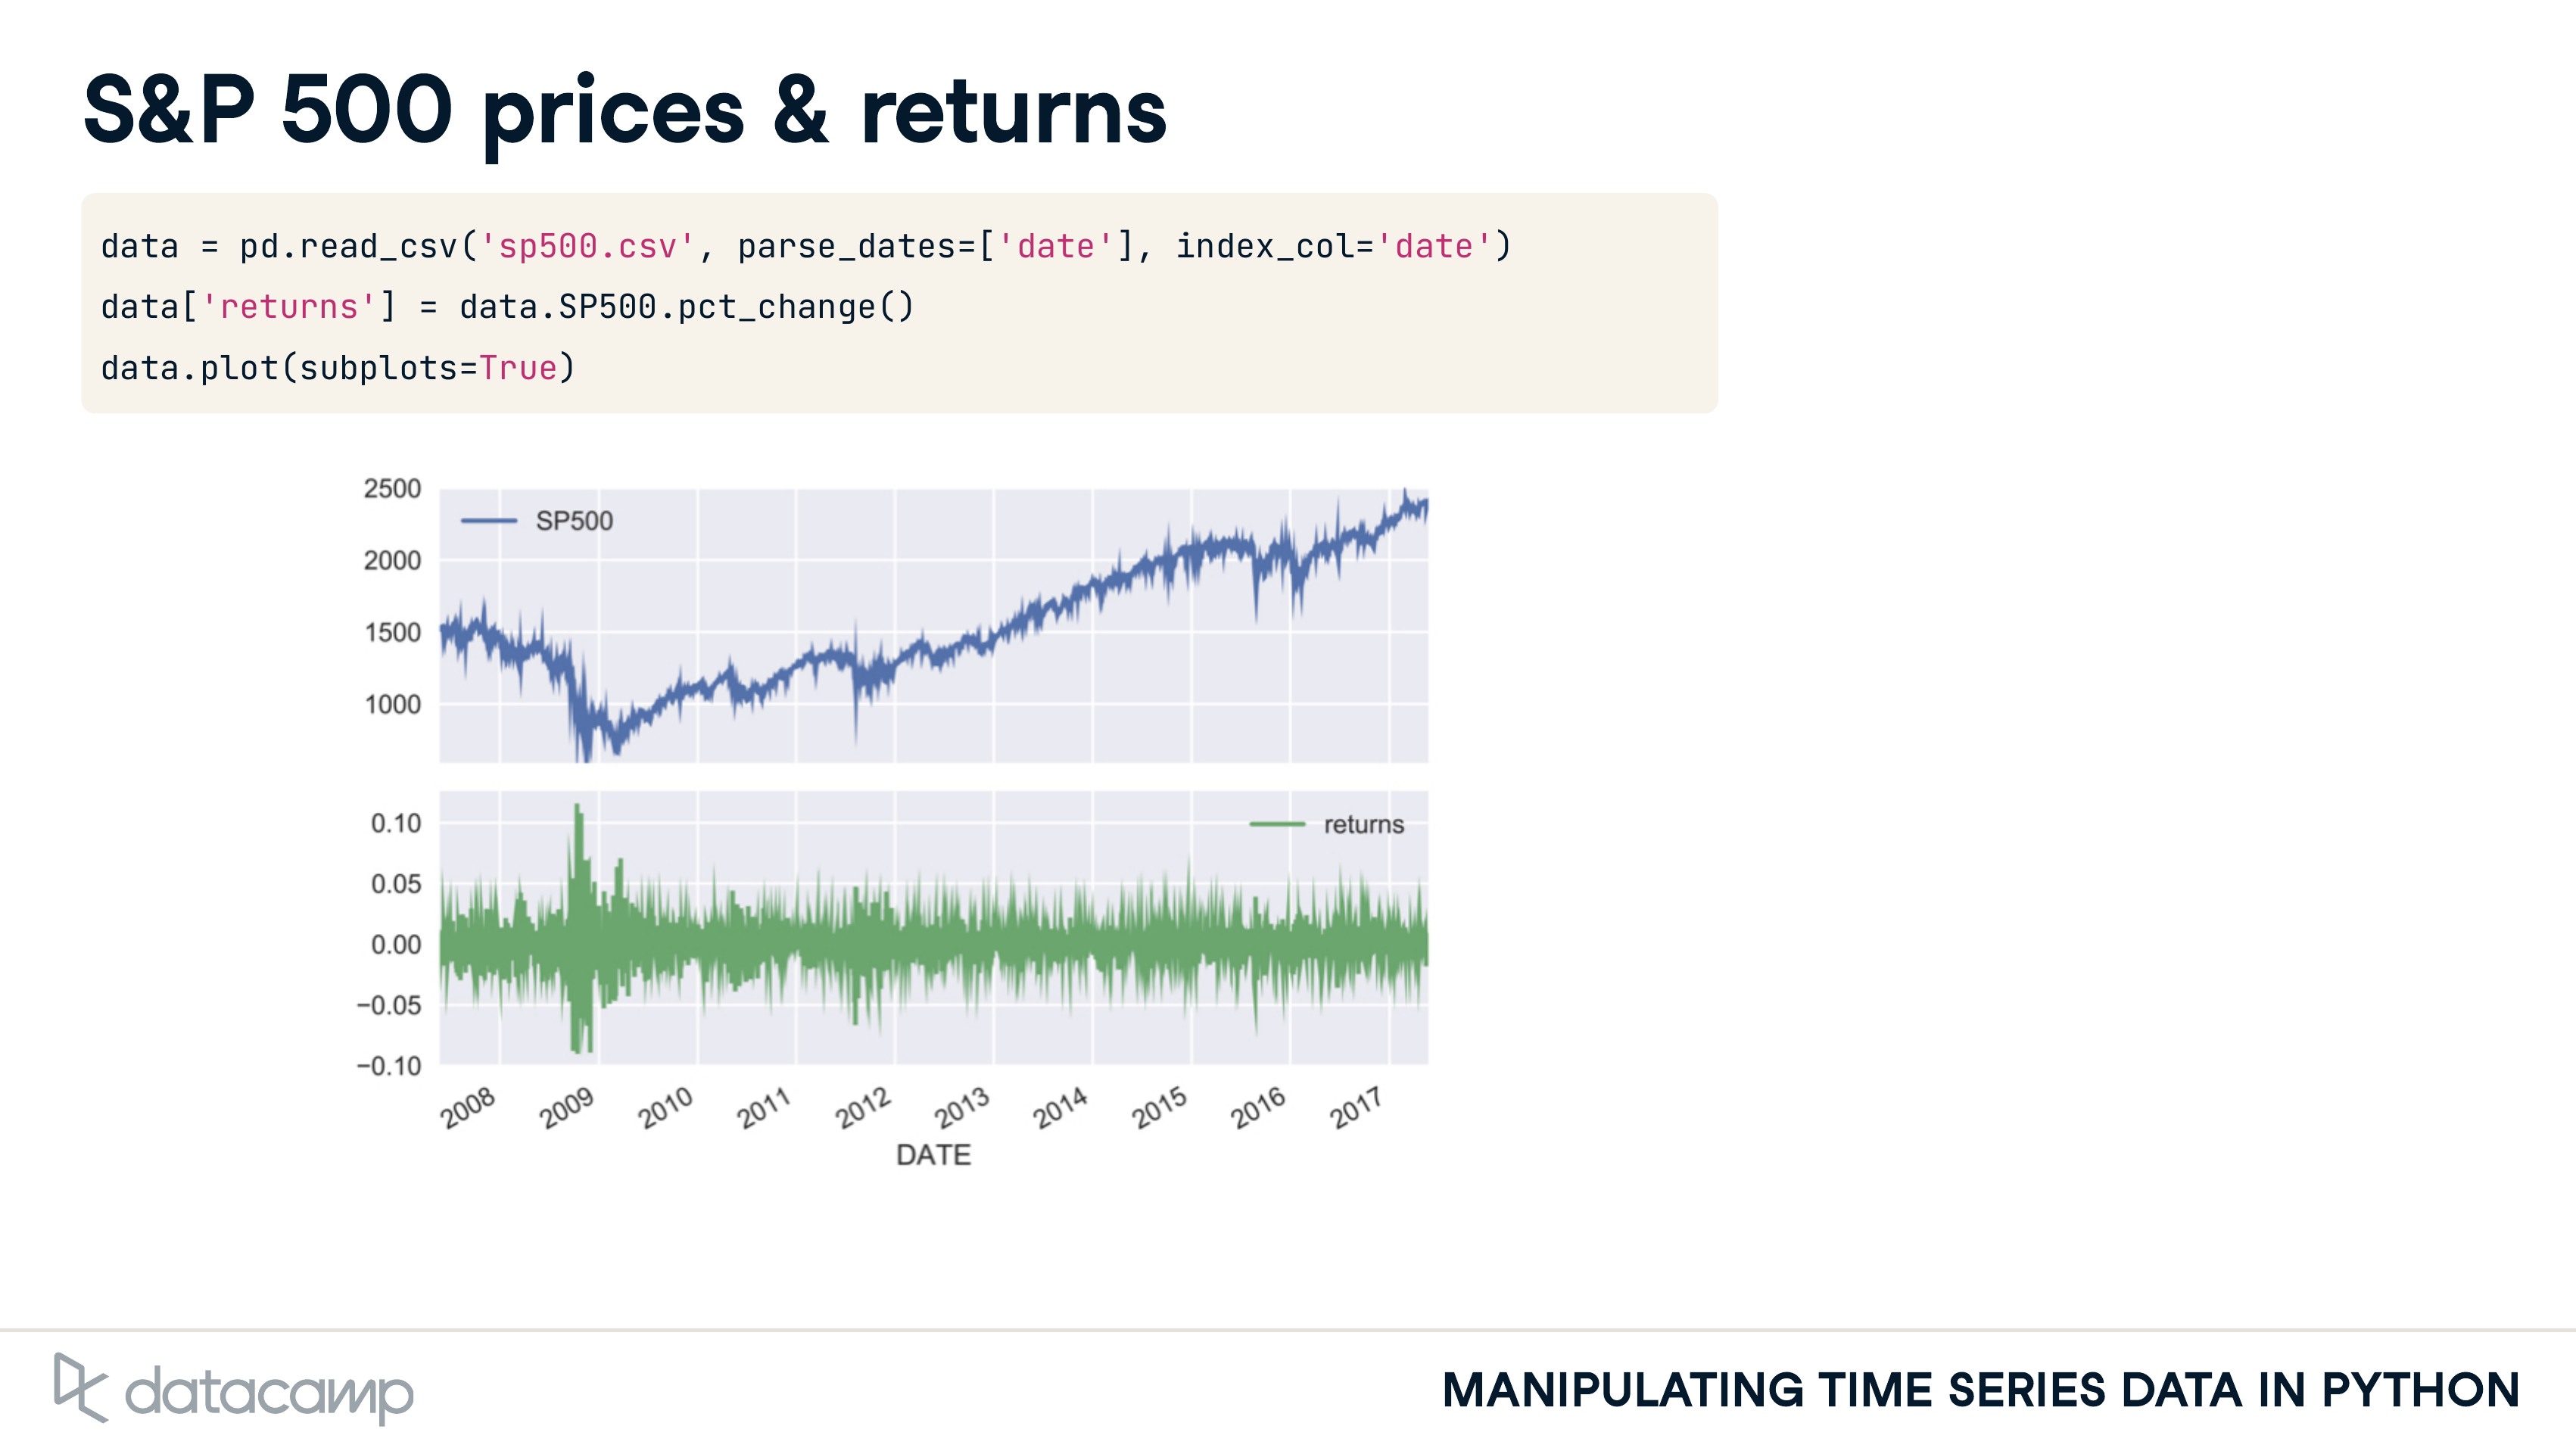 S&P 500 prices & returns
data = pd.read_csv('sp500.csv', parse_dates=['date'], index_col='date')
data['returns'] = data.SP500.pct_change()
data.plot(subplots=True)
2500
SP500
2000
1500
1000
0.10
returns
0.05
0.00
−0.05
−0.10
2008 2009 2010 2011 2012 2013 2014 2015 2016 2017
DATE
datacamp
MANIPULATING TIME SERIES DATA IN PYTHON